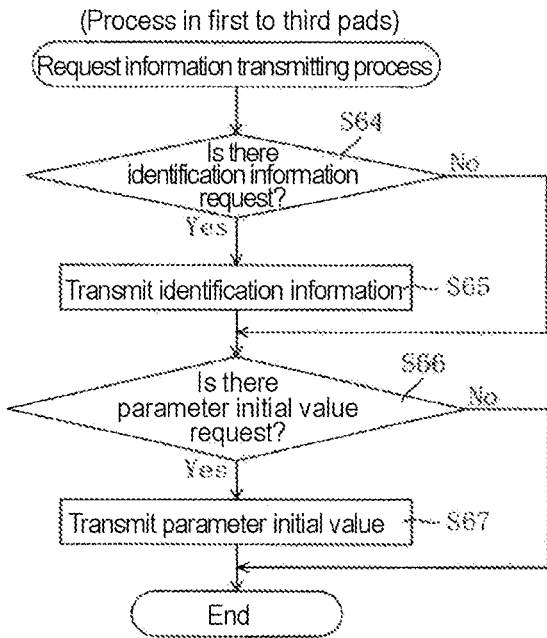 (Process in first to third pads)
Request information transmitting process
S64
Is there
identification information
request?
No
Yes
Transmit identification information
S65
S66
Is there
parameter initial value
request?
No
Yes
Transmit parameter initial value
S67
End